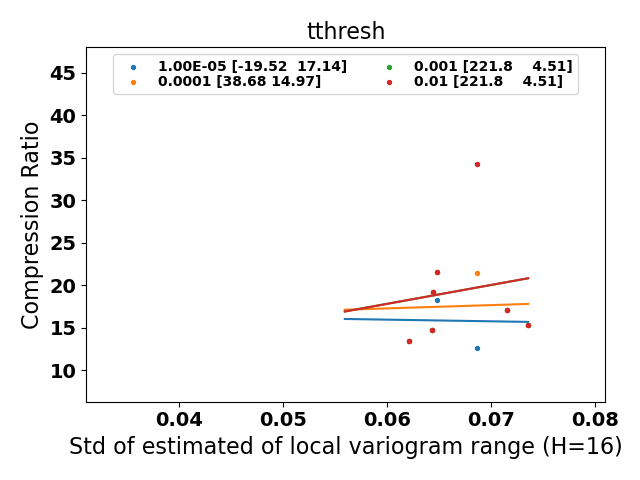 tthresh
1.00E-05 [-19.52  17.14]
0.0001 [38.68 14.97]
0.001 [221.8    4.51]
0.01 [221.8    4.51]
Compression Ratio
45
40
35
30
25
20
15
10
0.04 0.05 0.06 0.07 0.08
Std of estimated of local variogram range (H=16)